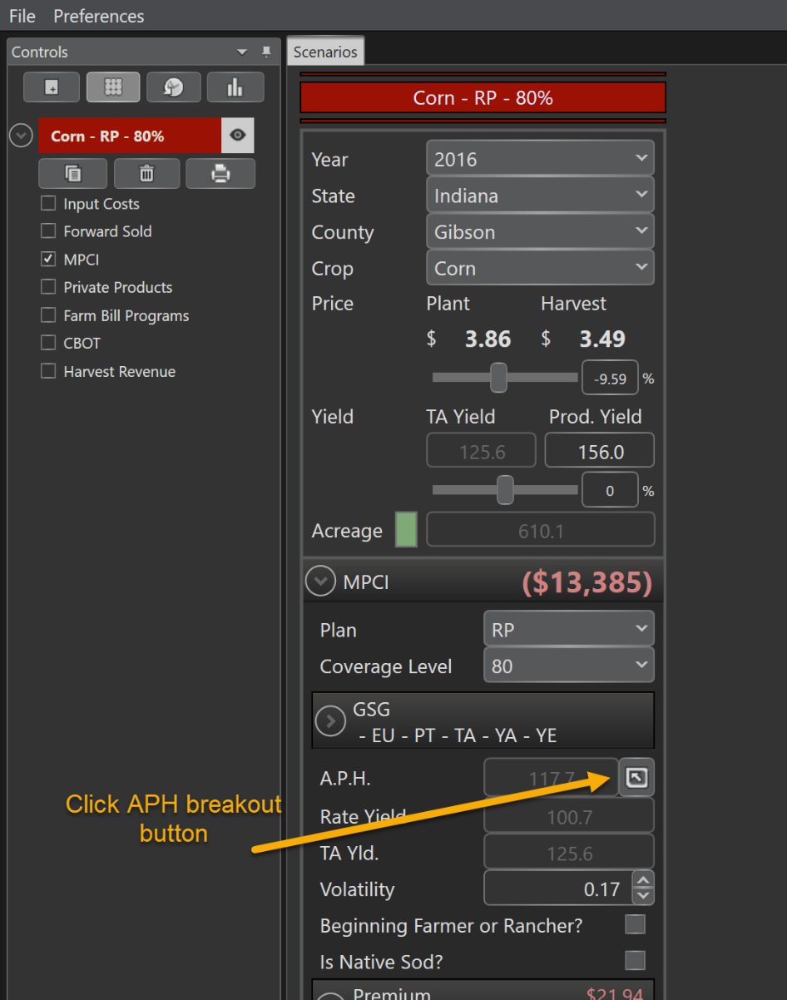 File Preferences
Controls
Scenarios
Corn - RP - 80%
Corn - RP - 80%
Input Costs
Forward Sold
MPCI
Private Products
Farm Bill Programs
CBOT
Harvest Revenue
Year 2016
State Indiana
County Gibson
Crop Corn
Price Plant Harvest
$ 3.86 $ 3.49
-9.59 %
Yield TA Yield Prod. Yield
125.6 156.0
0 %
Acreage 610.1
MPCI ($13,385)
Plan RP
Coverage Level 80
GSG
- EU - PT - TA - YA - YE
A.P.H. 117.7
Click APH breakout
button
Rate Yield 100.7
TA Yld. 125.6
Volatility 0.17
Beginning Farmer or Rancher?
Is Native Sod?
Premium $21.94